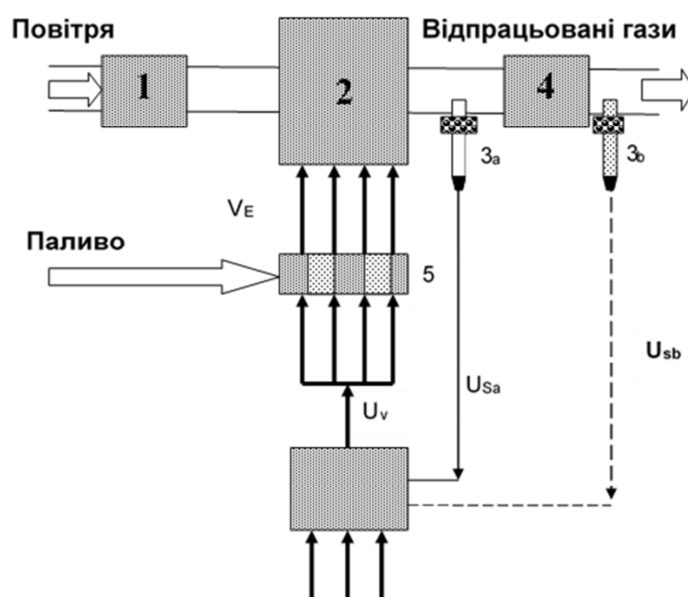 Повітря
Відпрацьовані гази
1
2
4
3a
3b
VE
Паливо
5
Usb
USa
Uv